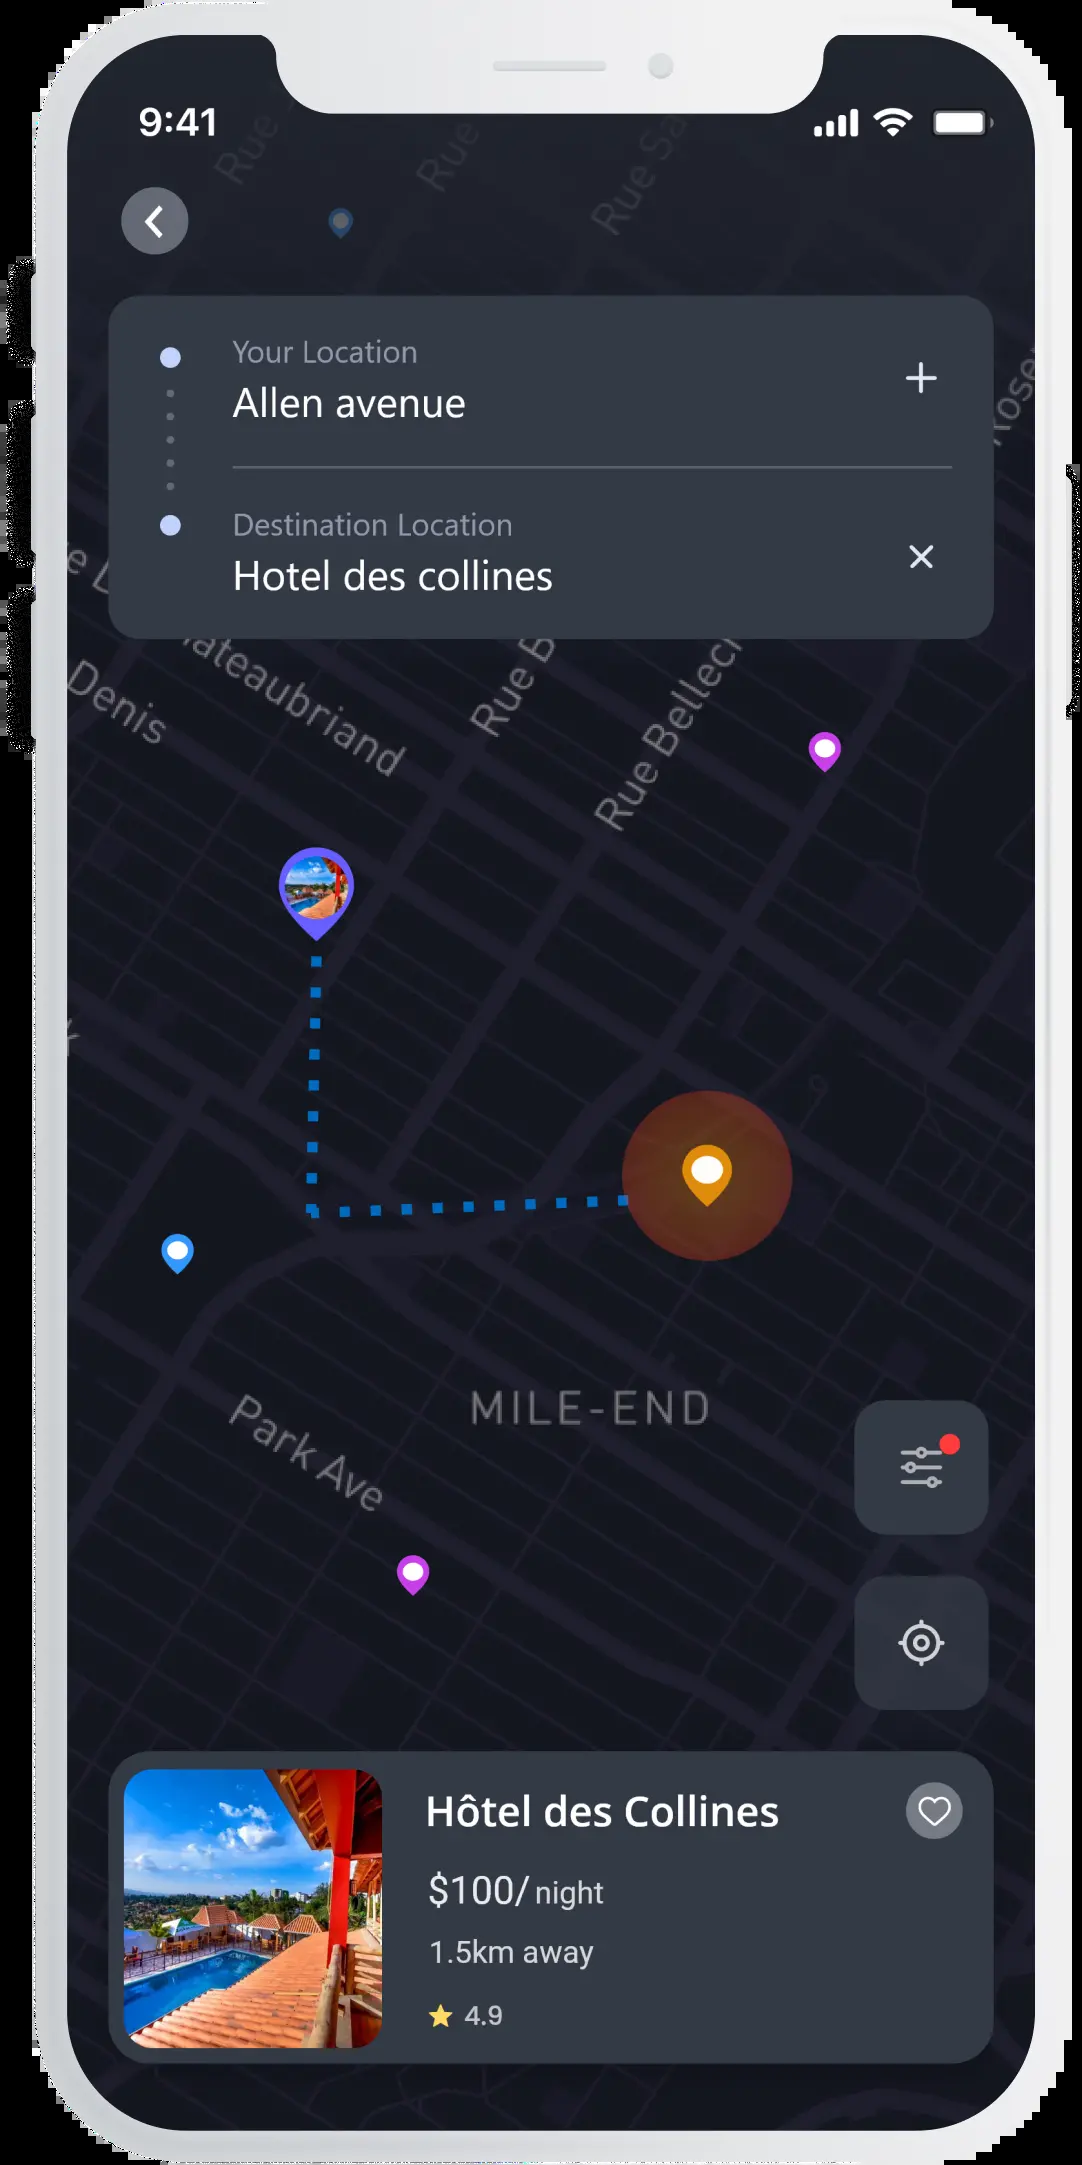 9:41
Rue
Rue
Rue Sa
Your Location
Allen avenue
Destination Location
Hotel des collines
Denis
ateaubriand
Rue B
Rue Bellec
MILE-END
Park Ave
Hôtel des Collines
$100/ night
1.5km away
4.9